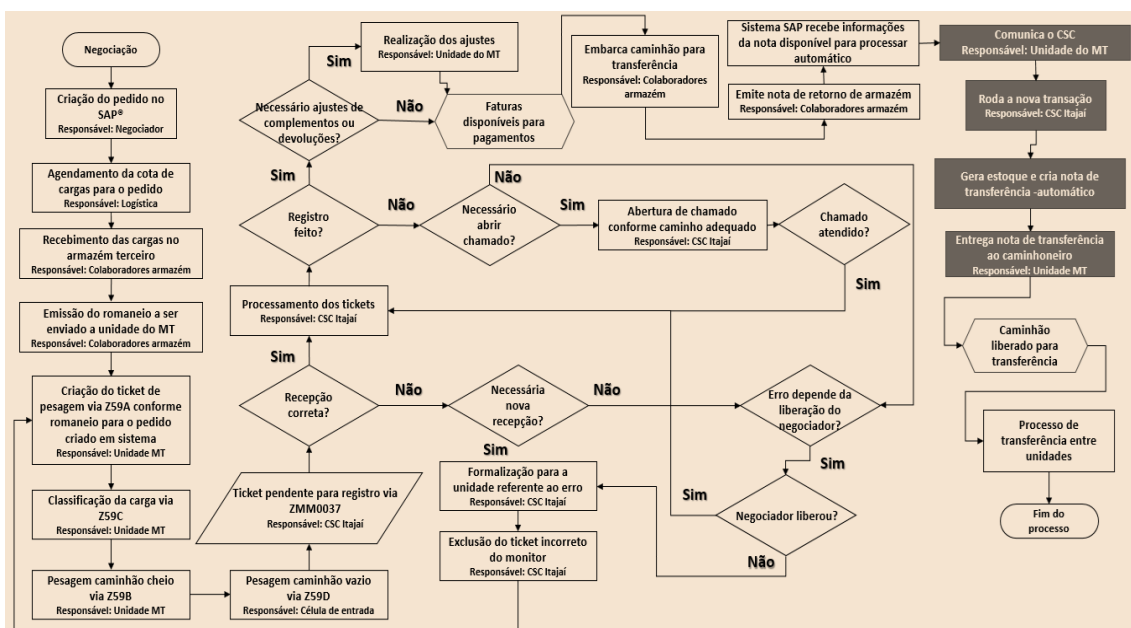 Negociação
Criação do pedido no
SAP®
Responsável: Negociador
Agendamento da cota de
cargas para o pedido
Responsável: Logística
Recebimento das cargas no
armazém terceiro
Responsável: Colaboradores armazém
Emissão do romaneio a ser
enviado a unidade do MT
Responsável: Colaboradores armazém
Criação do ticket de
pesagem via Z59A conforme
romaneio para o pedido
criado em sistema
Responsável: Unidade MT
Classificação da carga via
Z59C
Responsável: Unidade MT
Pesagem caminhão cheio
via Z59B
Responsável: Unidade MT
Pesagem caminhão vazio
via Z59D
Responsável: Célula de entrada
Ticket pendente para registro via
ZMM0037
Responsável: CSC Itajaí
Recepção
correta?
Sim
Não
Processamento dos tickets
Responsável: CSC Itajaí
Registro
feito?
Sim
Não
Necessário ajustes de
complementos ou
devoluções?
Sim
Não
Realização dos ajustes
Responsável: Unidade do MT
Faturas
disponíveis para
pagamentos
Necessário
abrir
chamado?
Não
Sim
Abertura de chamado
conforme caminho adequado
Responsável: CSC Itajaí
Chamado
atendido?
Sim
Necessária
nova
recepção?
Não
Sim
Erro depende da
liberação do
negociador?
Sim
Negociador liberou?
Sim
Não
Formalização para a
unidade referente ao erro
Responsável: CSC Itajaí
Exclusão do ticket incorreto
do monitor
Responsável: CSC Itajaí
Embarca caminhão para
transferência
Responsável: Colaboradores
armazém
Emite nota de retorno de armazém
Responsável: Colaboradores armazém
Sistema SAP recebe informações
da nota disponível para processar
automático
Comunica o CSC
Responsável: Unidade do MT
Roda a nova transação
Responsável: CSC Itajaí
Gera estoque e cria nota de
transferência -automático
Entrega nota de transferência
ao caminhoneiro
Responsável: Unidade MT
Caminhão
liberado para
transferência
Processo de
transferência entre
unidades
Fim do
processo